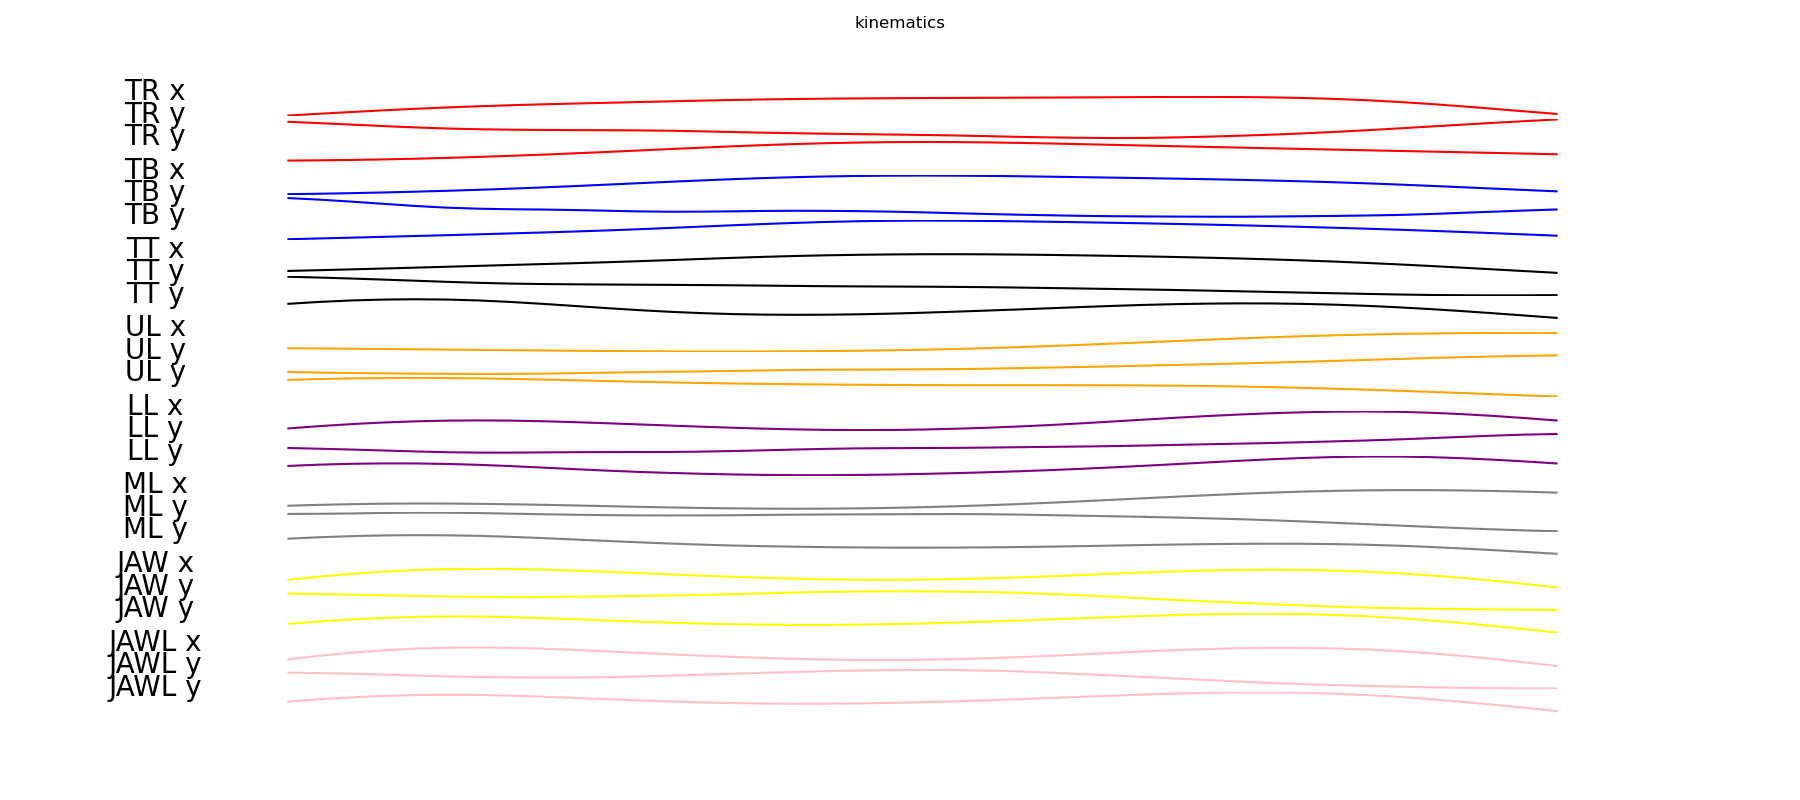 kinematics
TR x
TR y
TR y
TB x
TB y
TB y
TT x
TT y
TT y
UL x
UL y
UL y
LL x
LL y
LL y
ML x
ML y
ML y
JAW x
JAW y
JAW y
JAWL x
JAWL y
JAWL y